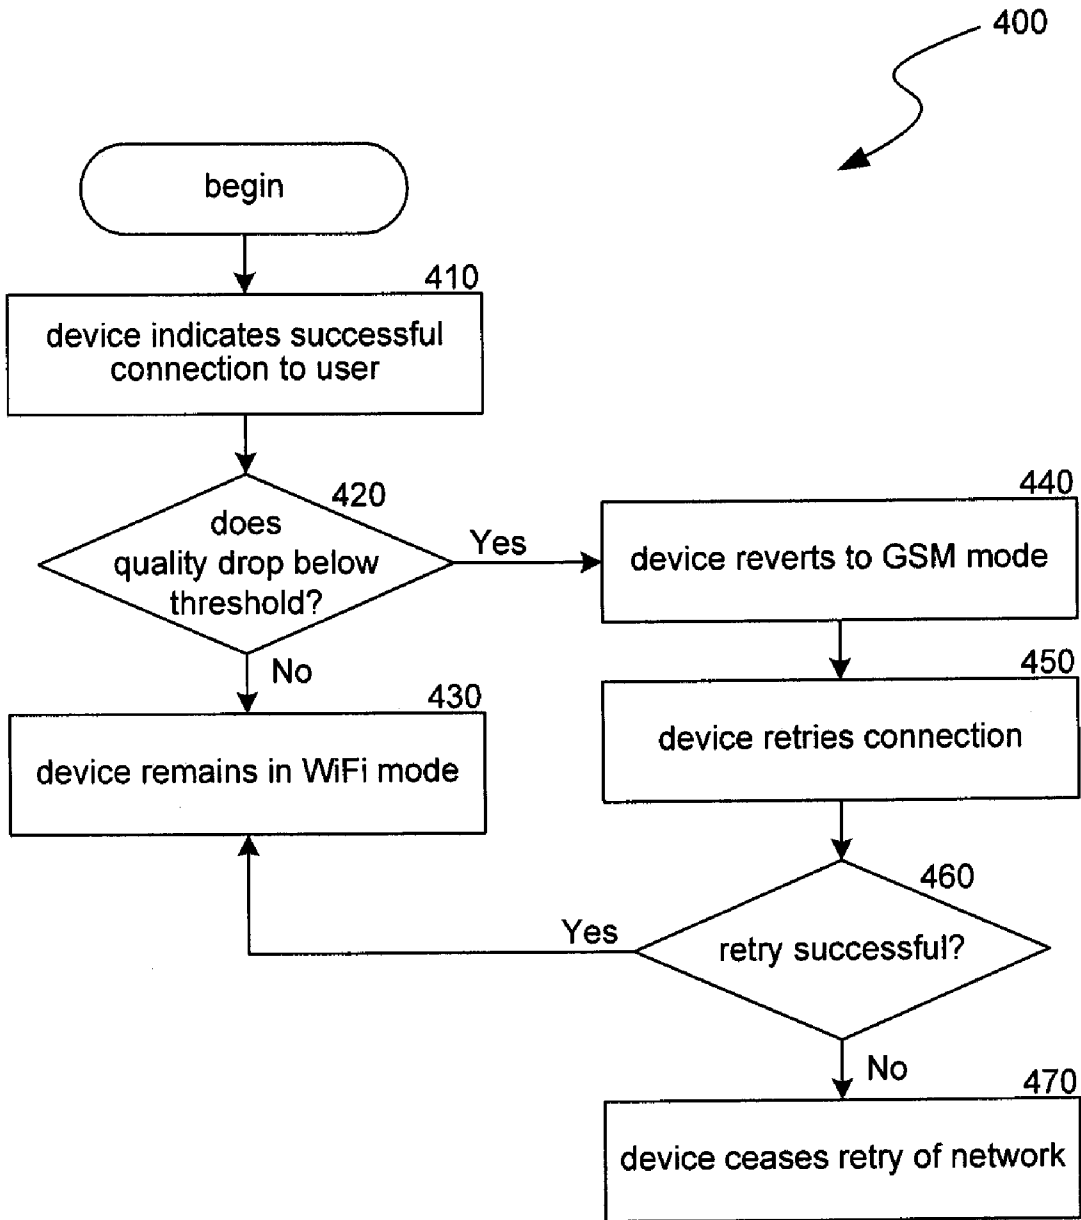 400
begin
410
device indicates successful
connection to user
420
does
quality drop below
threshold?
Yes
No
430
device remains in WiFi mode
440
device reverts to GSM mode
450
device retries connection
460
retry successful?
Yes
No
470
device ceases retry of network